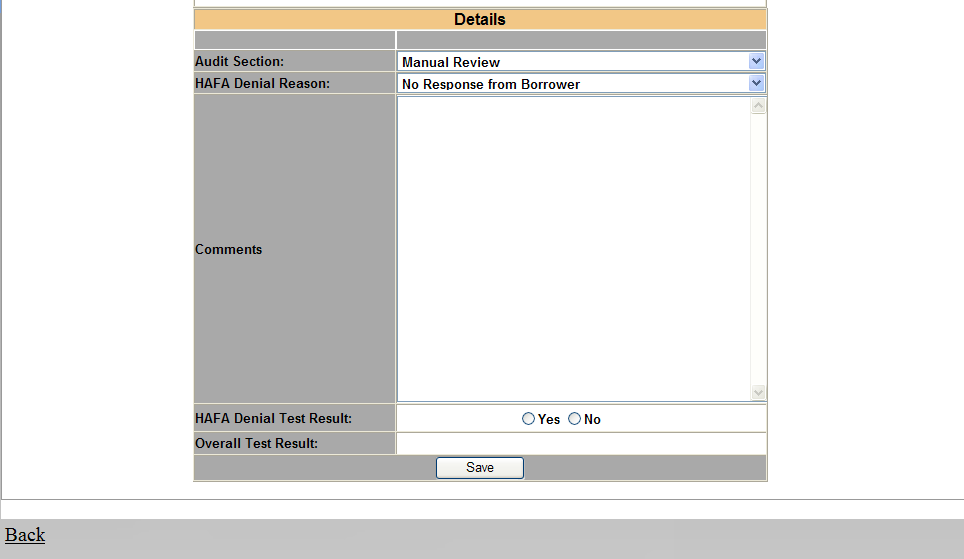 Details
Audit Section: Manual Review
HAFA Denial Reason: No Response from Borrower
Comments
HAFA Denial Test Result: Yes No
Overall Test Result:
Save
Back